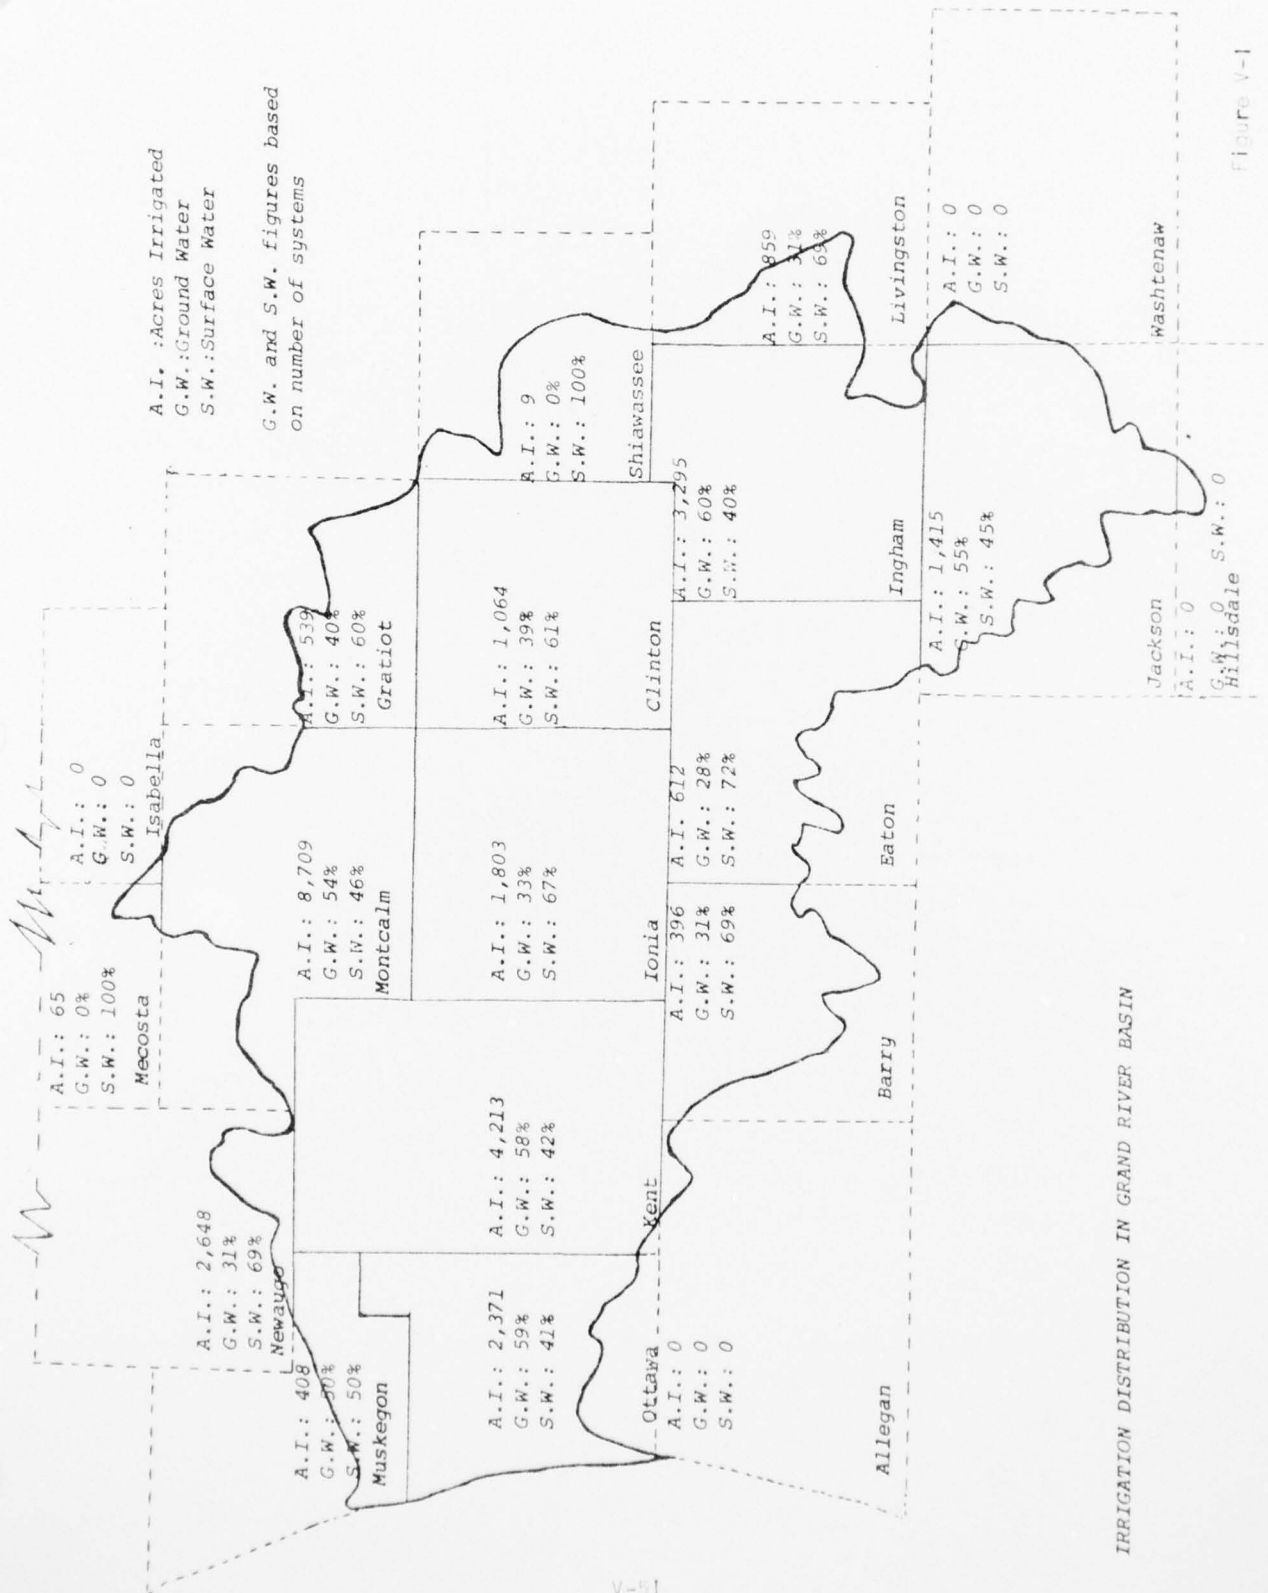 A.I. :Acres Irrigated
G.W.:Ground Water
S.W.:Surface Water
G.W. and S.W. figures based
on number of systems
A.I.: 65
G.W.: 0%
S.W.: 100%
Mecosta
A.I.: 0
G.W.: 0
S.W.: 0
Isabella
A.I.: 2,648
G.W.: 31%
S.W.: 69%
Newaygo
A.I.: 408
G.W.: 50%
S.W.: 50%
Muskegon
A.I.: 8,709
G.W.: 54%
S.W.: 46%
Montcalm
A.I.: 539
G.W.: 40%
S.W.: 60%
Gratiot
A.I.: 2,371
G.W.: 59%
S.W.: 41%
Ottawa
A.I.: 4,213
G.W.: 58%
S.W.: 42%
Kent
A.I.: 1,803
G.W.: 33%
S.W.: 67%
Ionia
A.I.: 1,064
G.W.: 39%
S.W.: 61%
Clinton
A.I.: 9
G.W.: 0%
S.W.: 100%
Shiawassee
A.I.: 0
G.W.: 0
S.W.: 0
Allegan
A.I.: 396
G.W.: 31%
S.W.: 69%
Barry
A.I. 612
G.W.: 28%
S.W.: 72%
Eaton
A.I.: 3,295
G.W.: 60%
S.W.: 40%
Ingham
A.I.: 859
G.W.: 31%
S.W.: 69%
Livingston
A.I.: 1,415
G.W.: 55%
S.W.: 45%
Jackson
A.I.: 0
G.W.: 0
S.W.: 0
Washtenaw
A.I.: 0
G.W.: 0 S.W.: 0
Hillsdale
IRRIGATION DISTRIBUTION IN GRAND RIVER BASIN
Figure V-1
V-51